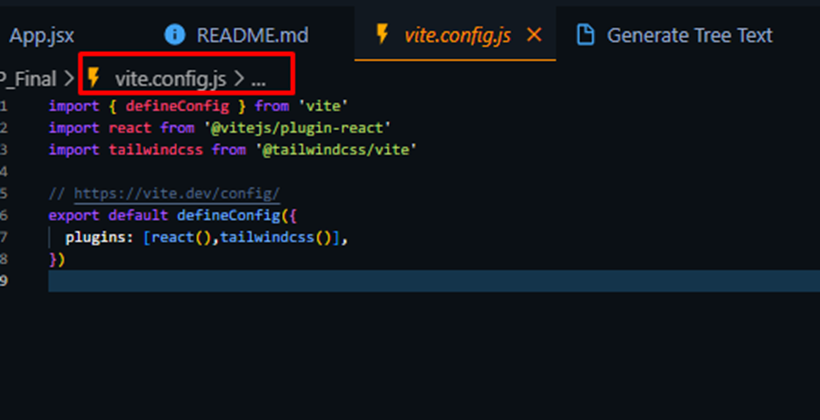 App.jsx README.md vite.config.js Generate Tree Text
P_Final > vite.config.js > ...
1 import { defineConfig } from 'vite'
2 import react from '@vitejs/plugin-react'
3 import tailwindcss from '@tailwindcss/vite'
4
5 // https://vite.dev/config/
6 export default defineConfig({
7 plugins: [react(),tailwindcss()],
8 })
9